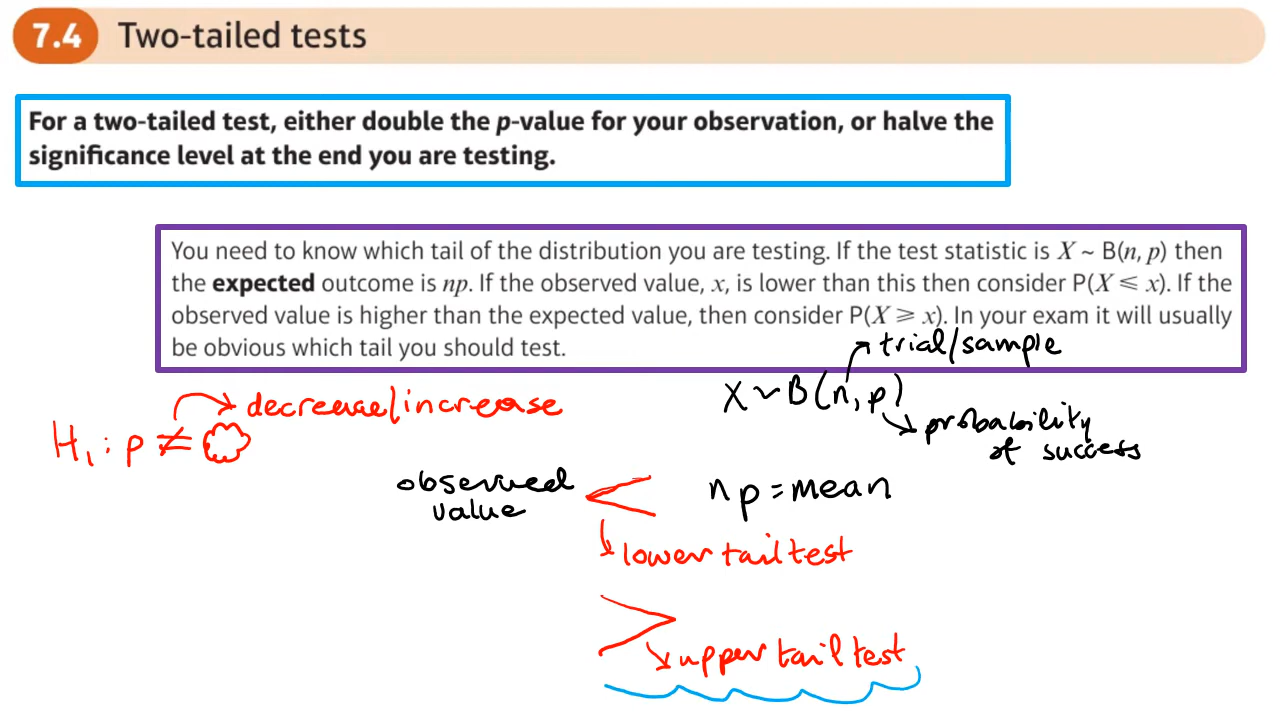 7.4 Two-tailed tests
For a two-tailed test, either double the p-value for your observation, or halve the
significance level at the end you are testing.
You need to know which tail of the distribution you are testing. If the test statistic is X ~ B(n, p) then
the expected outcome is np. If the observed value, x, is lower than this then consider P(X ⩽ x). If the
observed value is higher than the expected value, then consider P(X ⩾ x). In your exam it will usually
be obvious which tail you should test.
trial/sample
X ~ B(n, p)
probability
of success
decrease/increase
H₁ : p ≠
observed
value
< np = mean
lower tail test
>
upper tail test